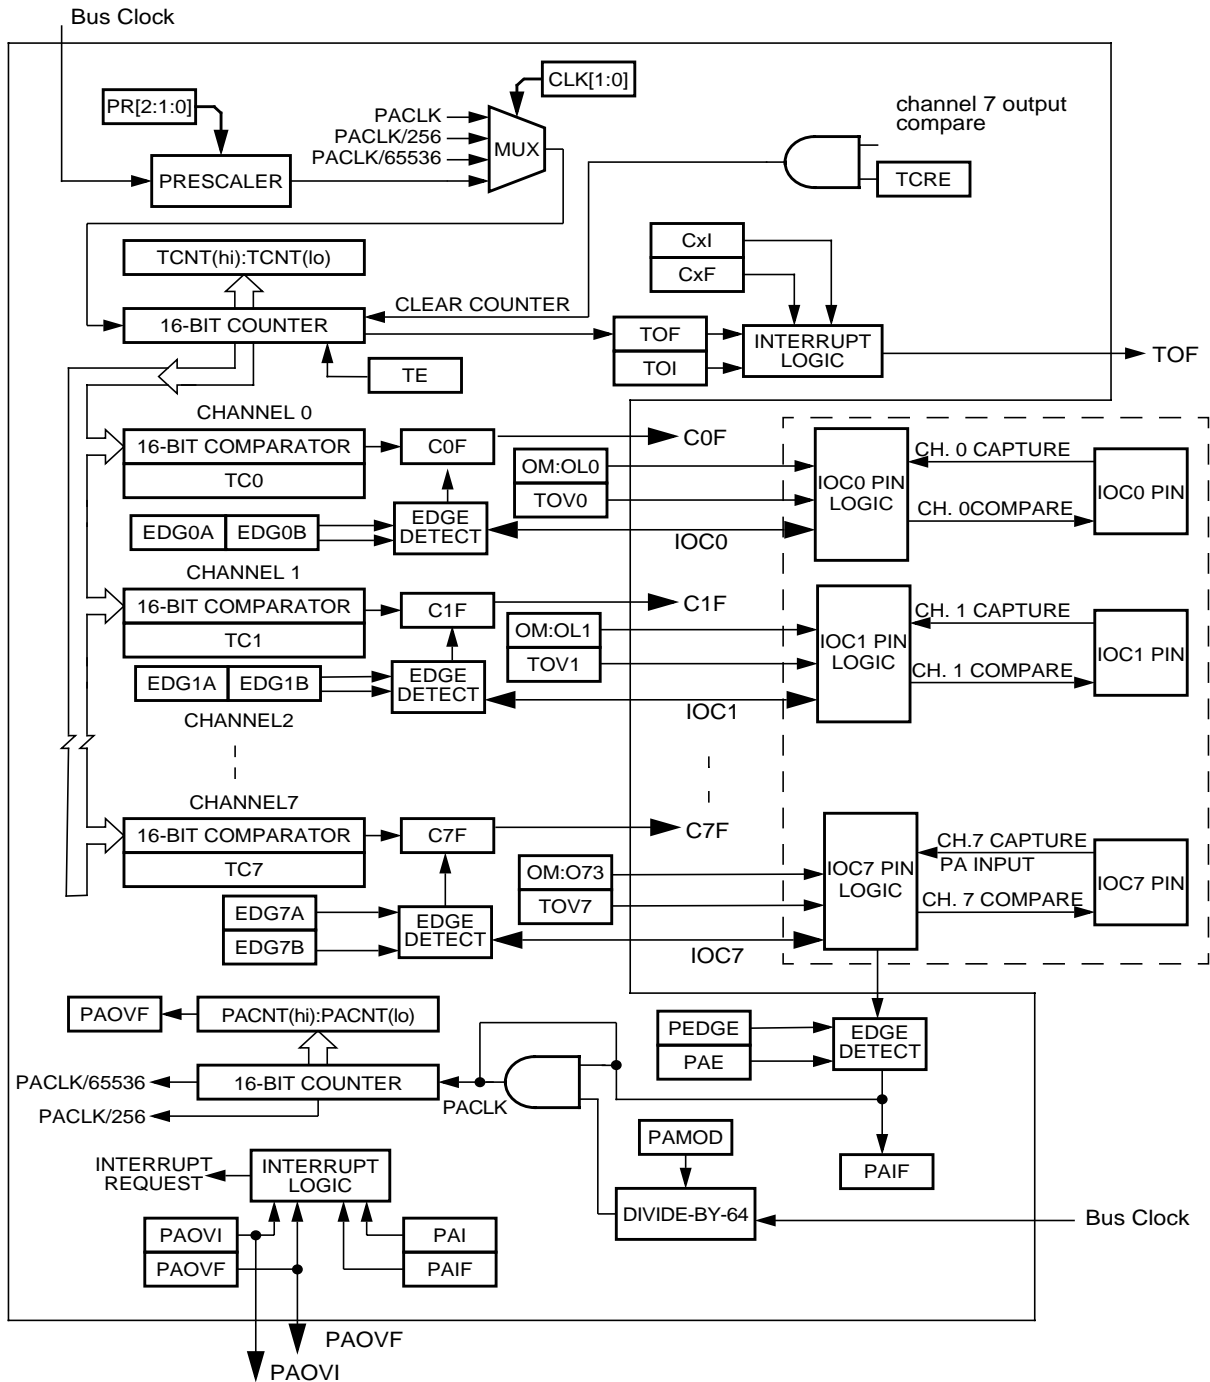 Bus Clock
CLK[1:0]
PR[2:1:0]
channel 7 output
compare
PACLK
PACLK/256
PACLK/65536
MUX
PRESCALER
TCRE
CxI
CxF
TCNT(hi):TCNT(lo)
CLEAR COUNTER
16-BIT COUNTER
TOF
TOI
INTERRUPT
LOGIC
TOF
TE
CHANNEL 0
16-BIT COMPARATOR
TC0
C0F
C0F
OM:OL0
TOV0
IOC0 PIN
LOGIC
CH. 0 CAPTURE
CH. 0COMPARE
IOC0 PIN
EDG0A
EDG0B
EDGE
DETECT
IOC0
CHANNEL 1
16-BIT COMPARATOR
TC1
C1F
C1F
OM:OL1
TOV1
IOC1 PIN
LOGIC
CH. 1 CAPTURE
CH. 1 COMPARE
IOC1 PIN
EDG1A
EDG1B
EDGE
DETECT
IOC1
CHANNEL2
CHANNEL7
16-BIT COMPARATOR
TC7
C7F
C7F
OM:O73
TOV7
IOC7 PIN
LOGIC
CH.7 CAPTURE
PA INPUT
CH. 7 COMPARE
IOC7 PIN
EDG7A
EDG7B
EDGE
DETECT
IOC7
PAOVF
PACNT(hi):PACNT(lo)
PEDGE
PAE
EDGE
DETECT
PACLK/65536
16-BIT COUNTER
PACLK
PACLK/256
PAMOD
PAIF
INTERRUPT
REQUEST
INTERRUPT
LOGIC
DIVIDE-BY-64
Bus Clock
PAOVI
PAOVF
PAI
PAIF
PAOVF
PAOVI